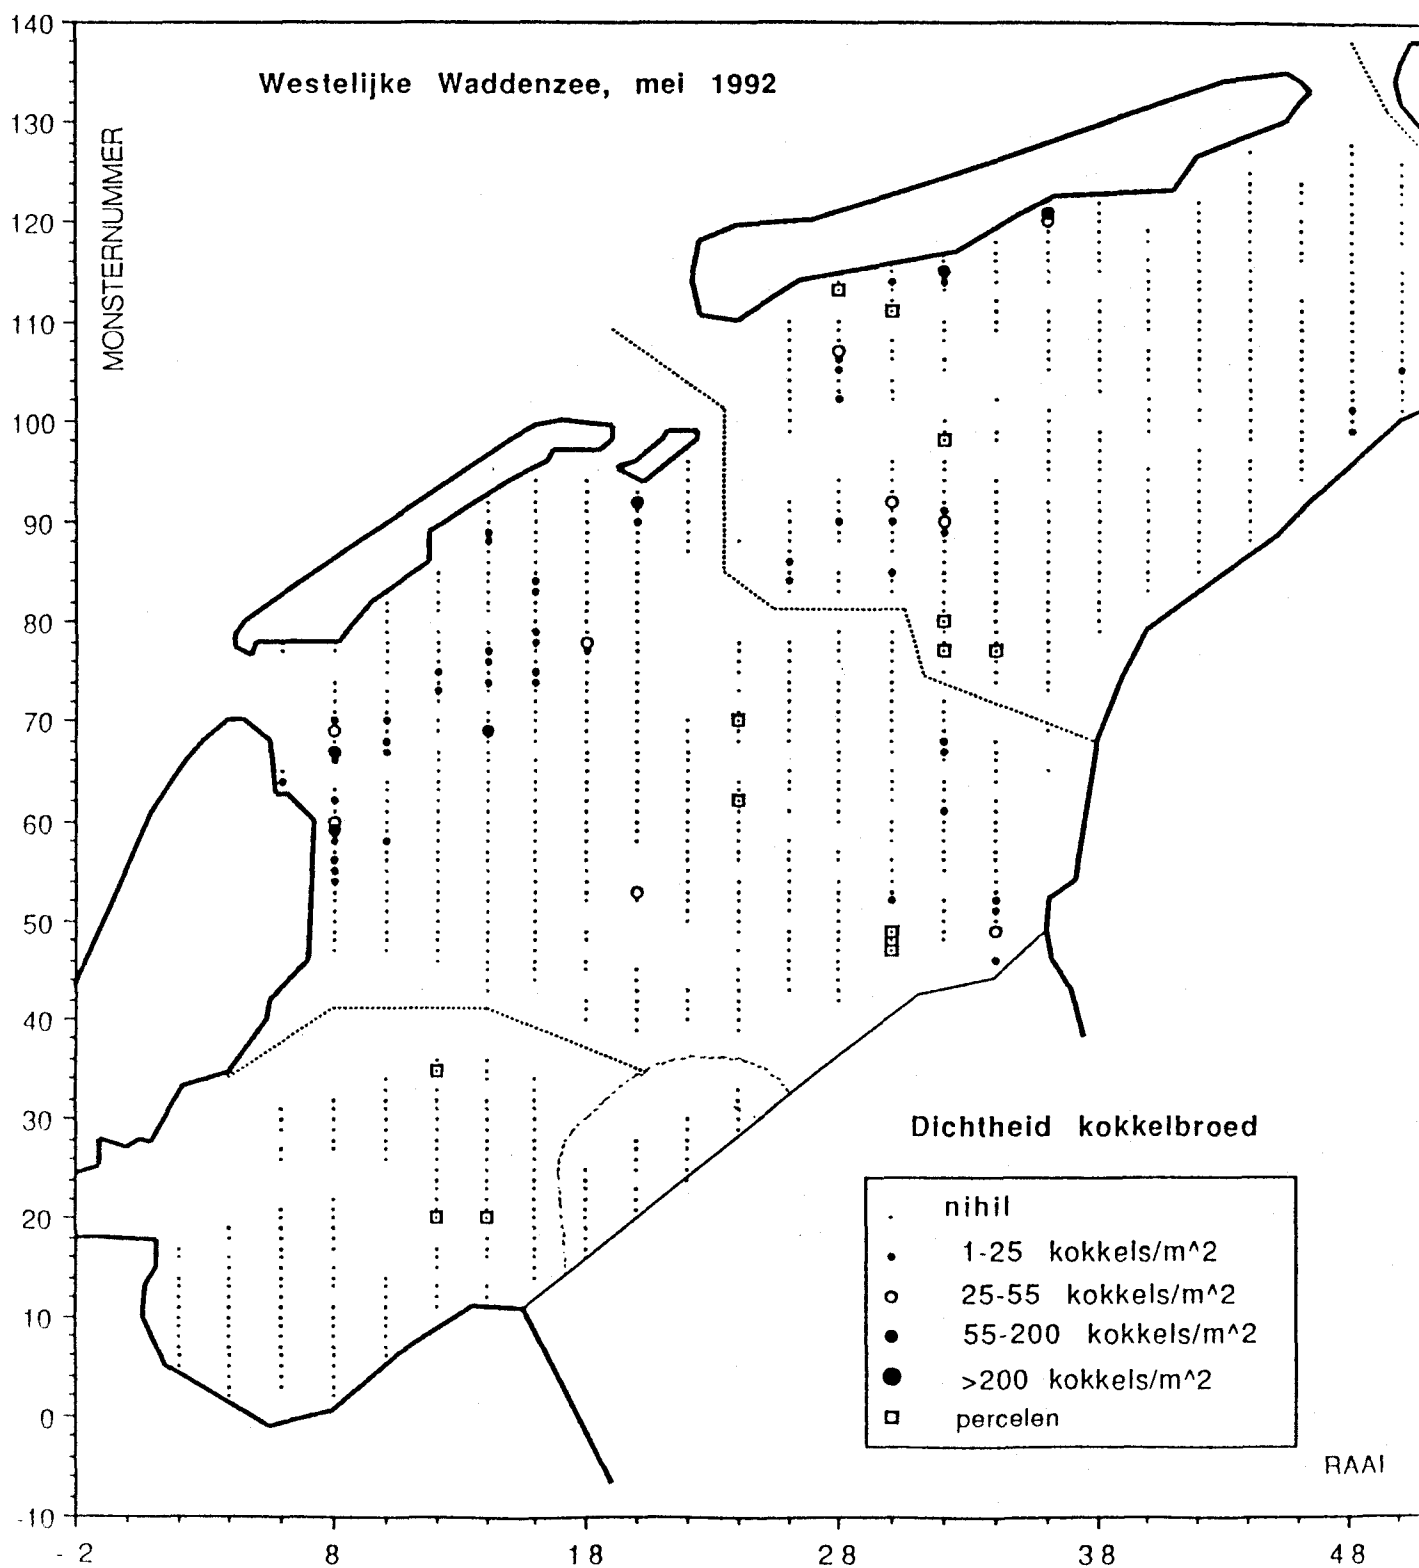 Westelijke Waddenzee, mei 1992
MONSTERNUMMER
140
130
120
110
100
90
80
70
60
50
40
30
20
10
0
-10
Dichtheid kokkelbroed
nihil
1-25 kokkels/m^2
25-55 kokkels/m^2
55-200 kokkels/m^2
>200 kokkels/m^2
percelen
RAAI
-2 8 18 28 38 48